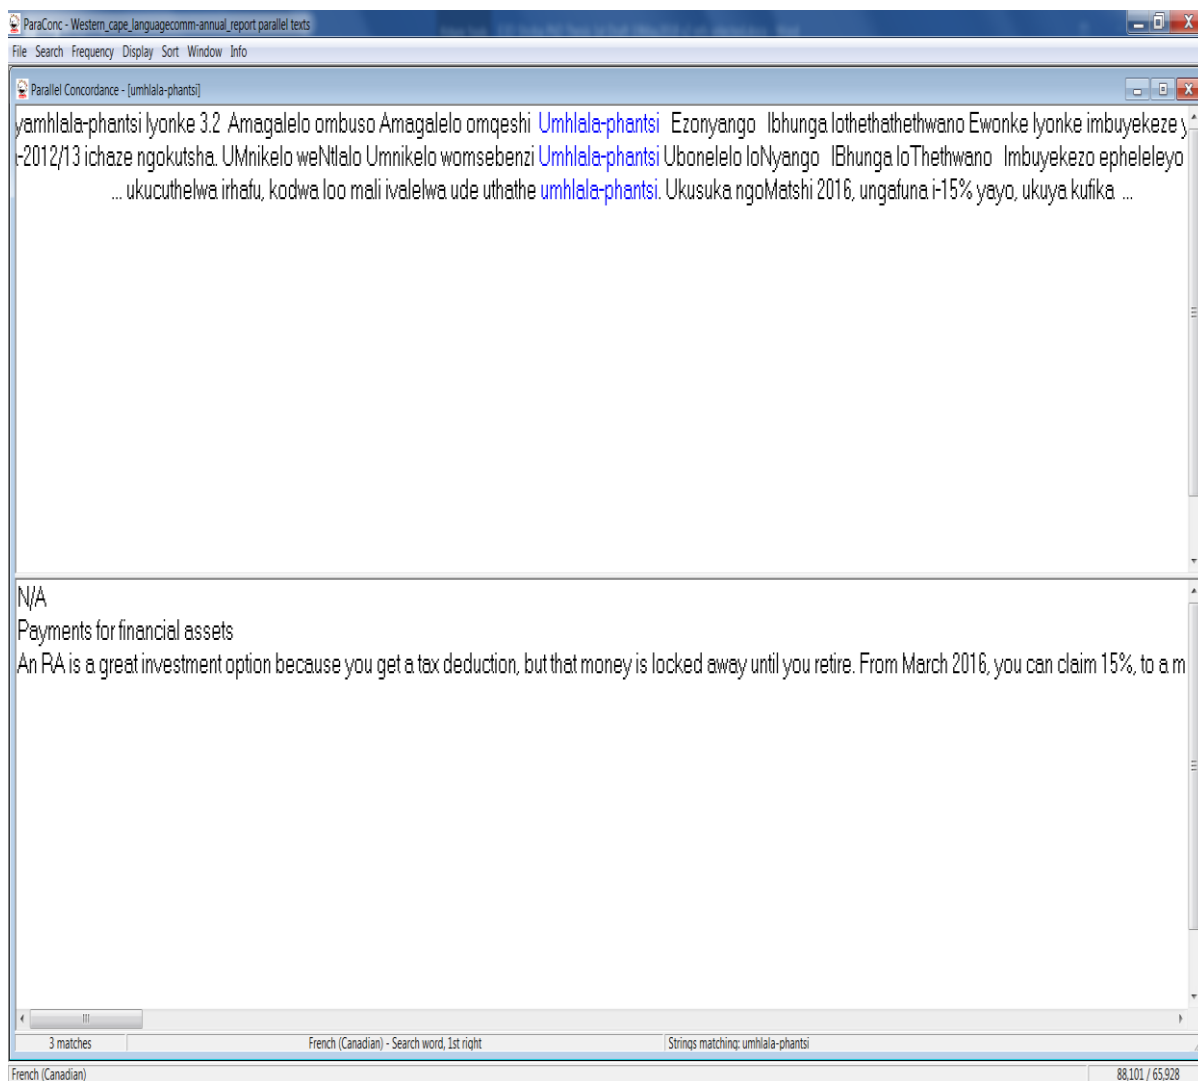 ParaConc - Western_cape_languagecomm-annual_report parallel texts
File Search Frequency Display Sort Window Info
Parallel Concordance - [umhlala-phantsi]
yamhlala-phantsi Iyonke 3.2 Amagalelo ombuso Amagalelo omqeshi Umhlala-phantsi Ezonyango Ibhunga lothethathethwano Ewonke Iyonke imbuyekeze y
-2012/13 ichaze ngokutsha. UMnikelo weNtlalo Umnikelo womsebenzi Umhlala-phantsi Ubonelelo loNyango IBhunga loThethwano Imbuyekezo epheleleyo
... ukucuthelwa irhafu, kodwa loo mali ivalelwa ude uthathe umhlala-phantsi. Ukusuka ngoMatshi 2016, ungafuna i-15% yayo, ukuya kufika ...
N/A
Payments for financial assets
An RA is a great investment option because you get a tax deduction, but that money is locked away until you retire. From March 2016, you can claim 15%, to a m
3 matches French (Canadian) - Search word, 1st right Strings matching: umhlala-phantsi
French (Canadian) 88,101 / 65,928